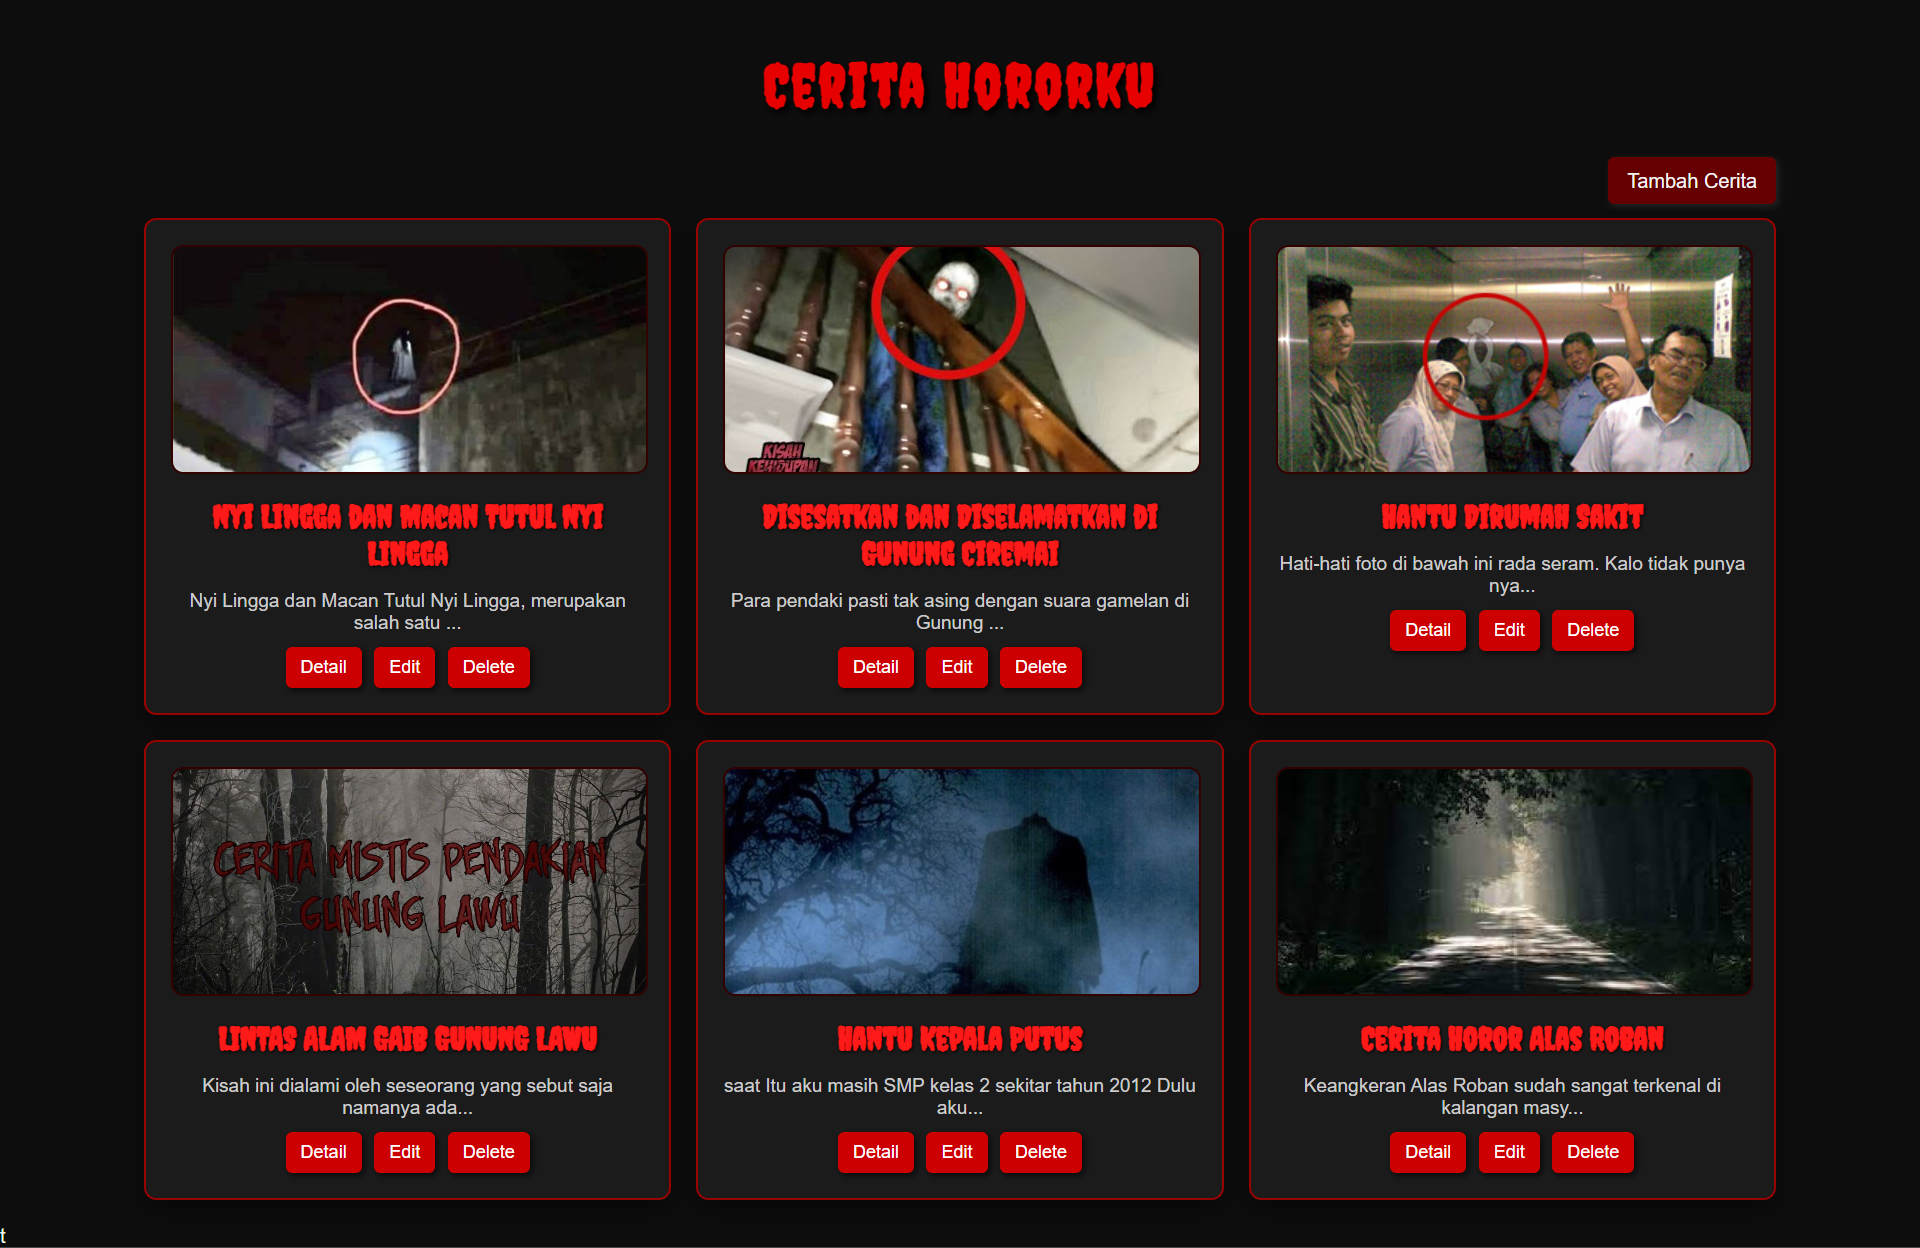 CERITA HORORKU
Tambah Cerita
KISAH
KEHIDUPAN
NYI LINGGA DAN MACAN TUTUL NYI
LINGGA
Nyi Lingga dan Macan Tutul Nyi Lingga, merupakan
salah satu ...
Detail Edit Delete
DISESATKAN DAN DISELAMATKAN DI
GUNUNG CIREMAI
Para pendaki pasti tak asing dengan suara gamelan di
Gunung ...
Detail Edit Delete
HANTU DIRUMAH SAKIT
Hati-hati foto di bawah ini rada seram. Kalo tidak punya
nya...
Detail Edit Delete
CERITA MISTIS PENDAKIAN
GUNUNG LAWU
LINTAS ALAM GAIB GUNUNG LAWU
Kisah ini dialami oleh seseorang yang sebut saja
namanya ada...
Detail Edit Delete
HANTU KEPALA PUTUS
saat Itu aku masih SMP kelas 2 sekitar tahun 2012 Dulu
aku...
Detail Edit Delete
CERITA HOROR ALAS ROBAN
Keangkeran Alas Roban sudah sangat terkenal di
kalangan masy...
Detail Edit Delete
t